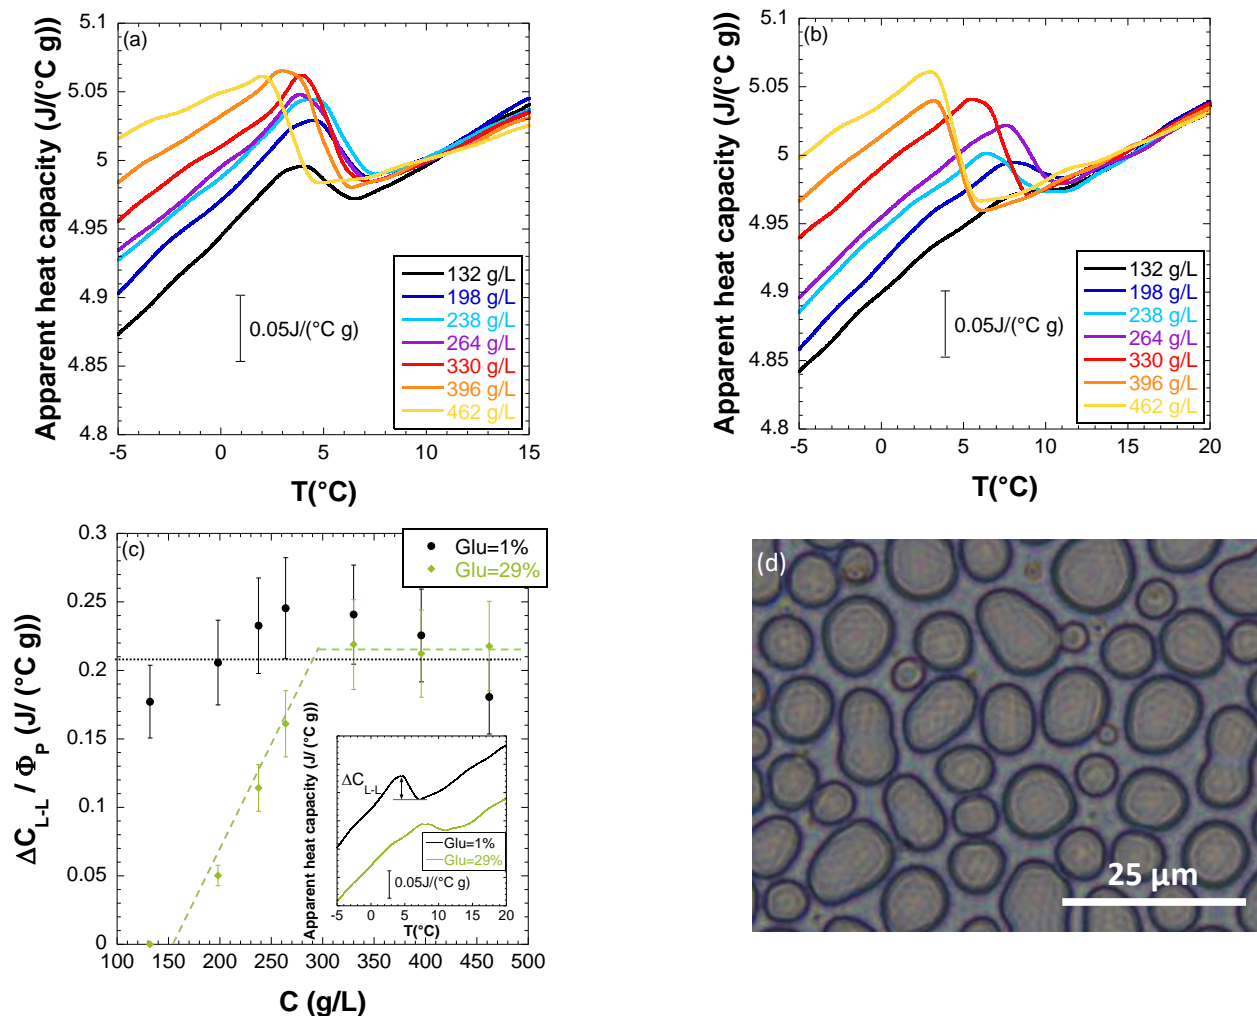 (a)
Apparent heat capacity (J/(°C g))
5.1
5.05
5
4.95
4.9
4.85
4.8
-5
0
5
10
15
T(°C)
0.05J/(°C g)
132 g/L
198 g/L
238 g/L
264 g/L
330 g/L
396 g/L
462 g/L
(b)
Apparent heat capacity (J/(°C g))
5.1
5.05
5
4.95
4.9
4.85
4.8
-5
0
5
10
15
20
T(°C)
0.05J/(°C g)
132 g/L
198 g/L
238 g/L
264 g/L
330 g/L
396 g/L
462 g/L
(c)
ΔC_L-L / Φ_P (J/ (°C g))
0.3
0.25
0.2
0.15
0.1
0.05
0
100
150
200
250
300
350
400
450
500
C (g/L)
Glu=1%
Glu=29%
Apparent heat capacity (J/ (°C g))
ΔC_L-L
Glu=1%
Glu=29%
0.05J/(°C g)
-5
0
5
10
15
20
T(°C)
(d)
25 µm